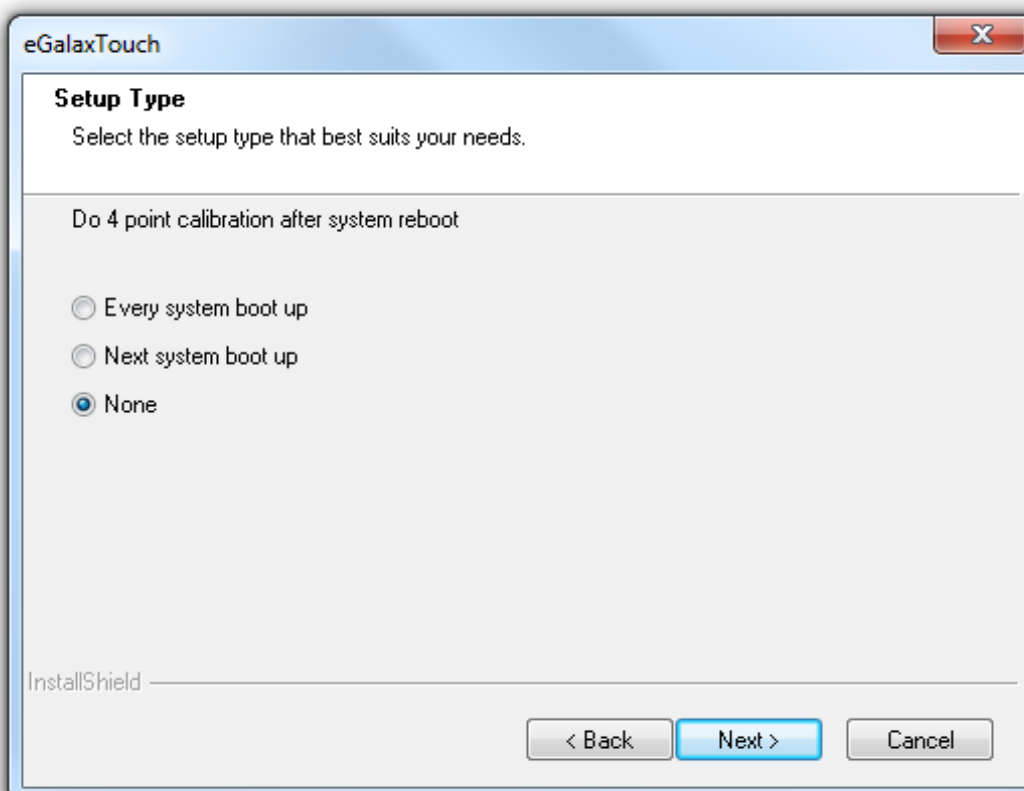 eGalaxTouch
Setup Type
Select the setup type that best suits your needs.
Do 4 point calibration after system reboot
Every system boot up
Next system boot up
None
InstallShield
< Back Next > Cancel